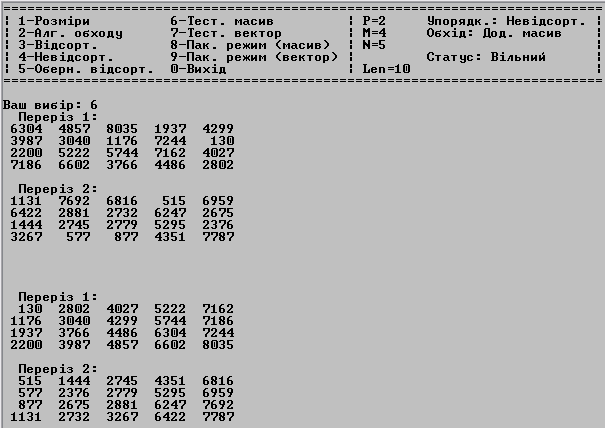 ============================================================================
¦ 1-Розміри          6-Тест. масив         ¦ P=2     Упорядк.: Невідсорт. ¦
¦ 2-Алг. обходу      7-Тест. вектор        ¦ M=4     Обхід: Дод. масив
¦ 3-Відсорт.         8-Пак. режим (масив)  ¦ N=5
¦ 4-Невідсорт.       9-Пак. режим (вектор) ¦         Статус: Вільний
¦ 5-Оберн. відсорт.  0-Вихід               ¦ Len=10
============================================================================
Ваш вибір: 6
Переріз 1:
6304 4857 8035 1937 4299
3987 3040 1176 7244 130
2200 5222 5744 7162 4027
7186 6602 3766 4486 2802
Переріз 2:
1131 7692 6816 515 6959
6422 2881 2732 6247 2675
1444 2745 2779 5295 2376
3267 577 877 4351 7787
Переріз 1:
130 2802 4027 5222 7162
1176 3040 4299 5744 7186
1937 3766 4486 6304 7244
2200 3987 4857 6602 8035
Переріз 2:
515 1444 2745 4351 6816
577 2376 2779 5295 6959
877 2675 2881 6247 7692
1131 2732 3267 6422 7787